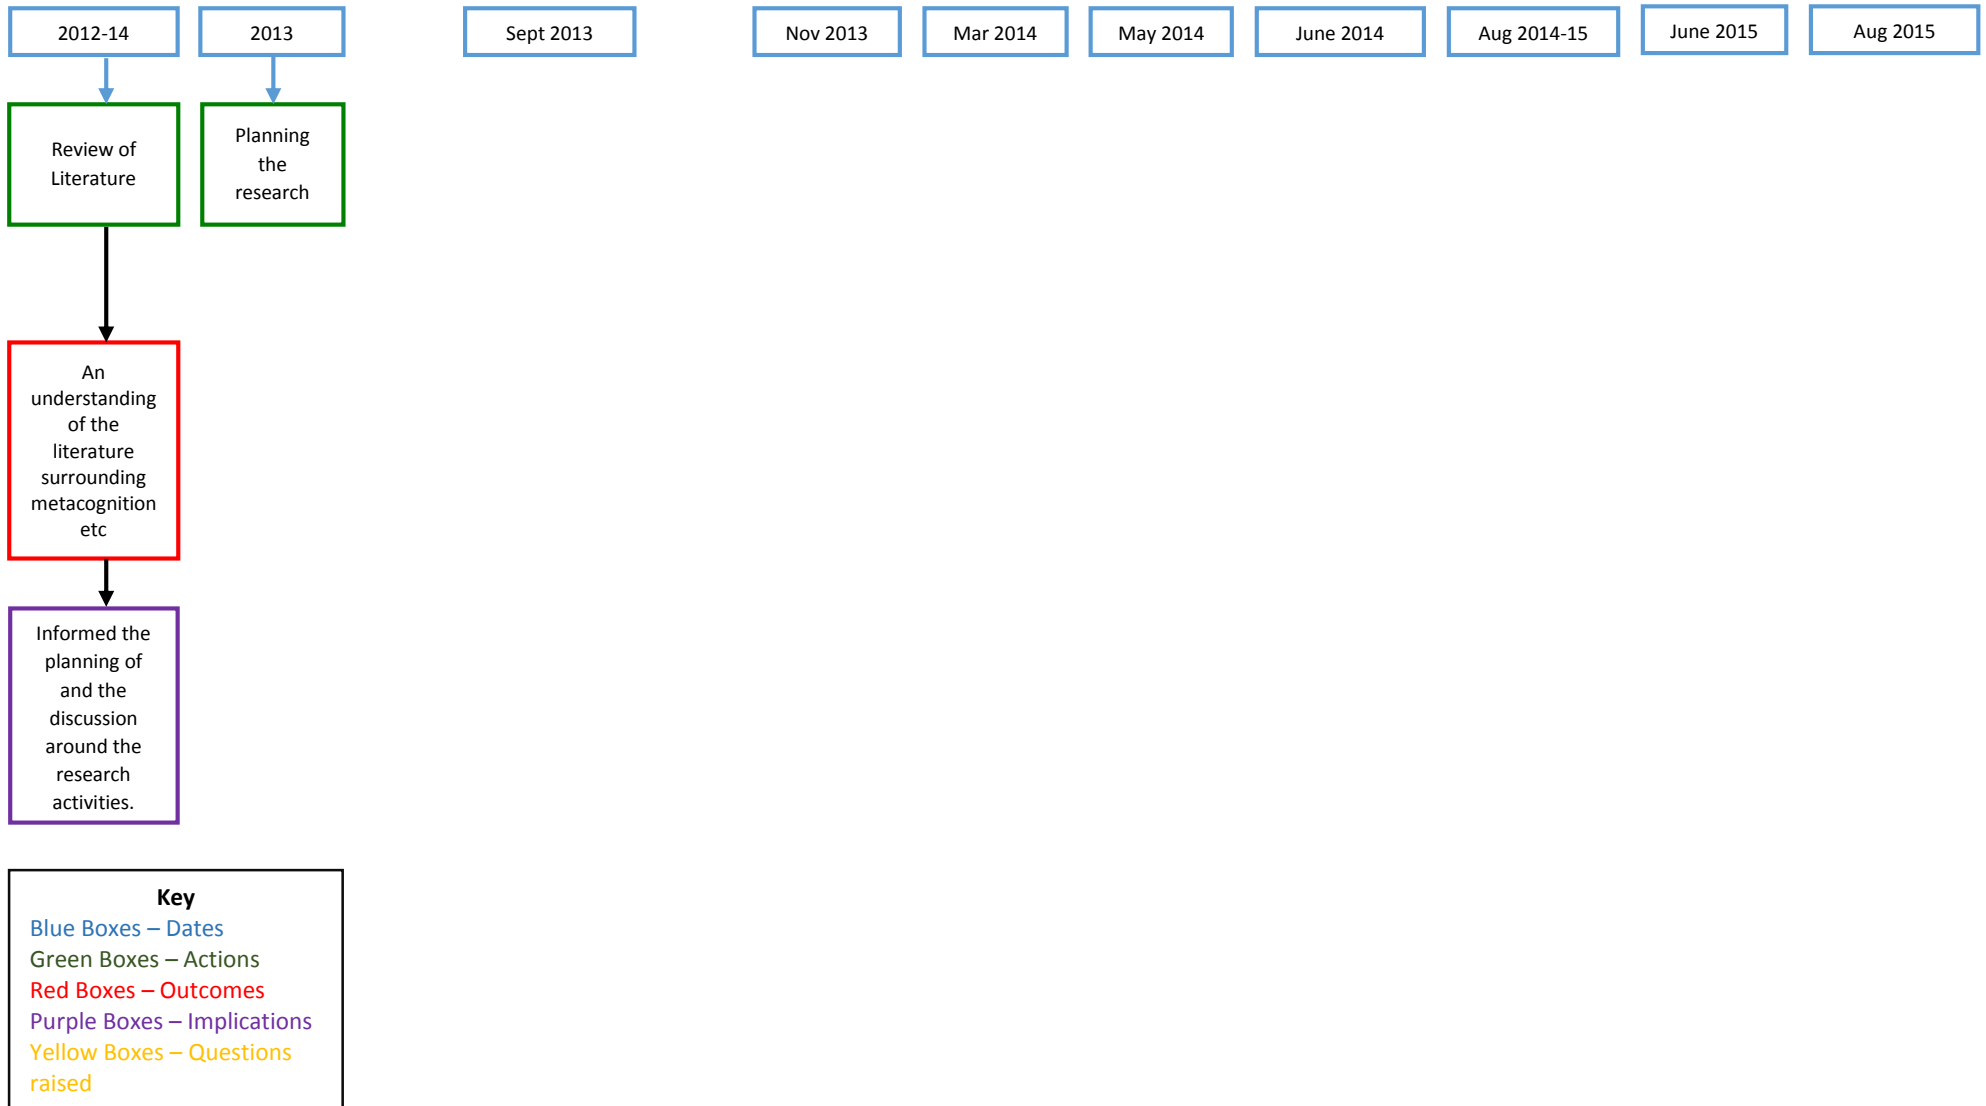 2012-14
2013
Sept 2013
Nov 2013
Mar 2014
May 2014
June 2014
Aug 2014-15
June 2015
Aug 2015
Review of
Literature
Planning
the
research
An
understanding
of the
literature
surrounding
metacognition
etc
Informed the
planning of
and the
discussion
around the
research
activities.
Key
Blue Boxes – Dates
Green Boxes – Actions
Red Boxes – Outcomes
Purple Boxes – Implications
Yellow Boxes – Questions
raised